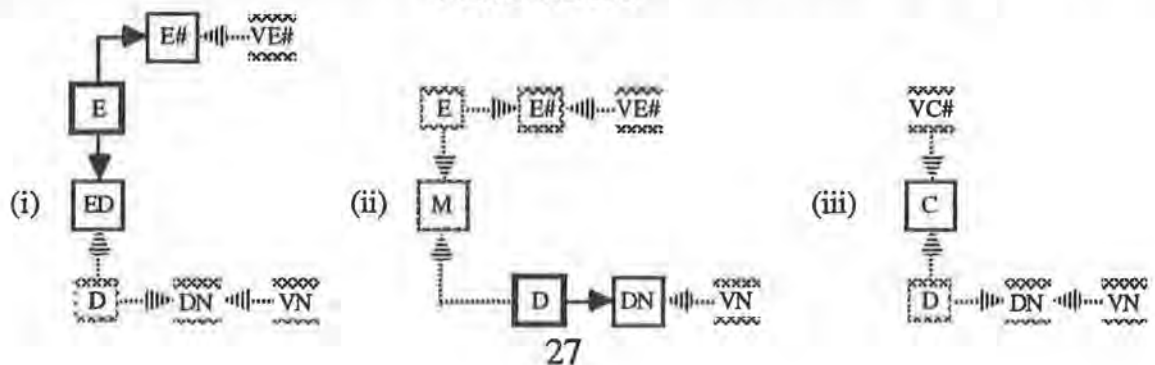 E# VE#
E E E# VE# VC#
(i) ED (ii) M (iii) C
D DN VN D DN VN D DN VN
27